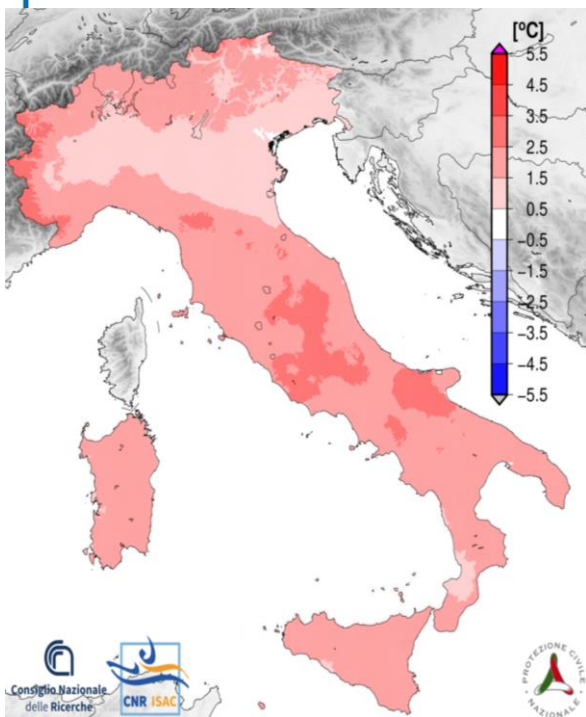 [ºC]
5.5
4.5
3.5
2.5
1.5
0.5
−0.5
−1.5
−2.5
−3.5
−4.5
−5.5
Consiglio Nazionale
delle Ricerche
CNR ISAC
PROTEZIONE CIVILE
NAZIONALE